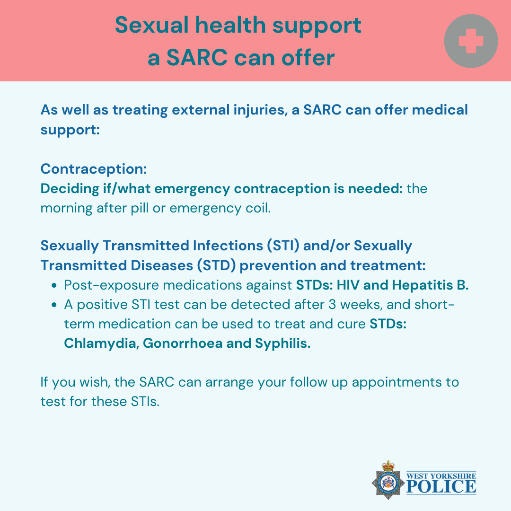 Sexual health support
a SARC can offer
As well as treating external injuries, a SARC can offer medical
support:
Contraception:
Deciding if/what emergency contraception is needed: the
morning after pill or emergency coil.
Sexually Transmitted Infections (STI) and/or Sexually
Transmitted Diseases (STD) prevention and treatment:
• Post-exposure medications against STDs: HIV and Hepatitis B.
• A positive STI test can be detected after 3 weeks, and short-
term medication can be used to treat and cure STDs:
Chlamydia, Gonorrhoea and Syphilis.
If you wish, the SARC can arrange your follow up appointments to
test for these STIs.
WEST YORKSHIRE
POLICE